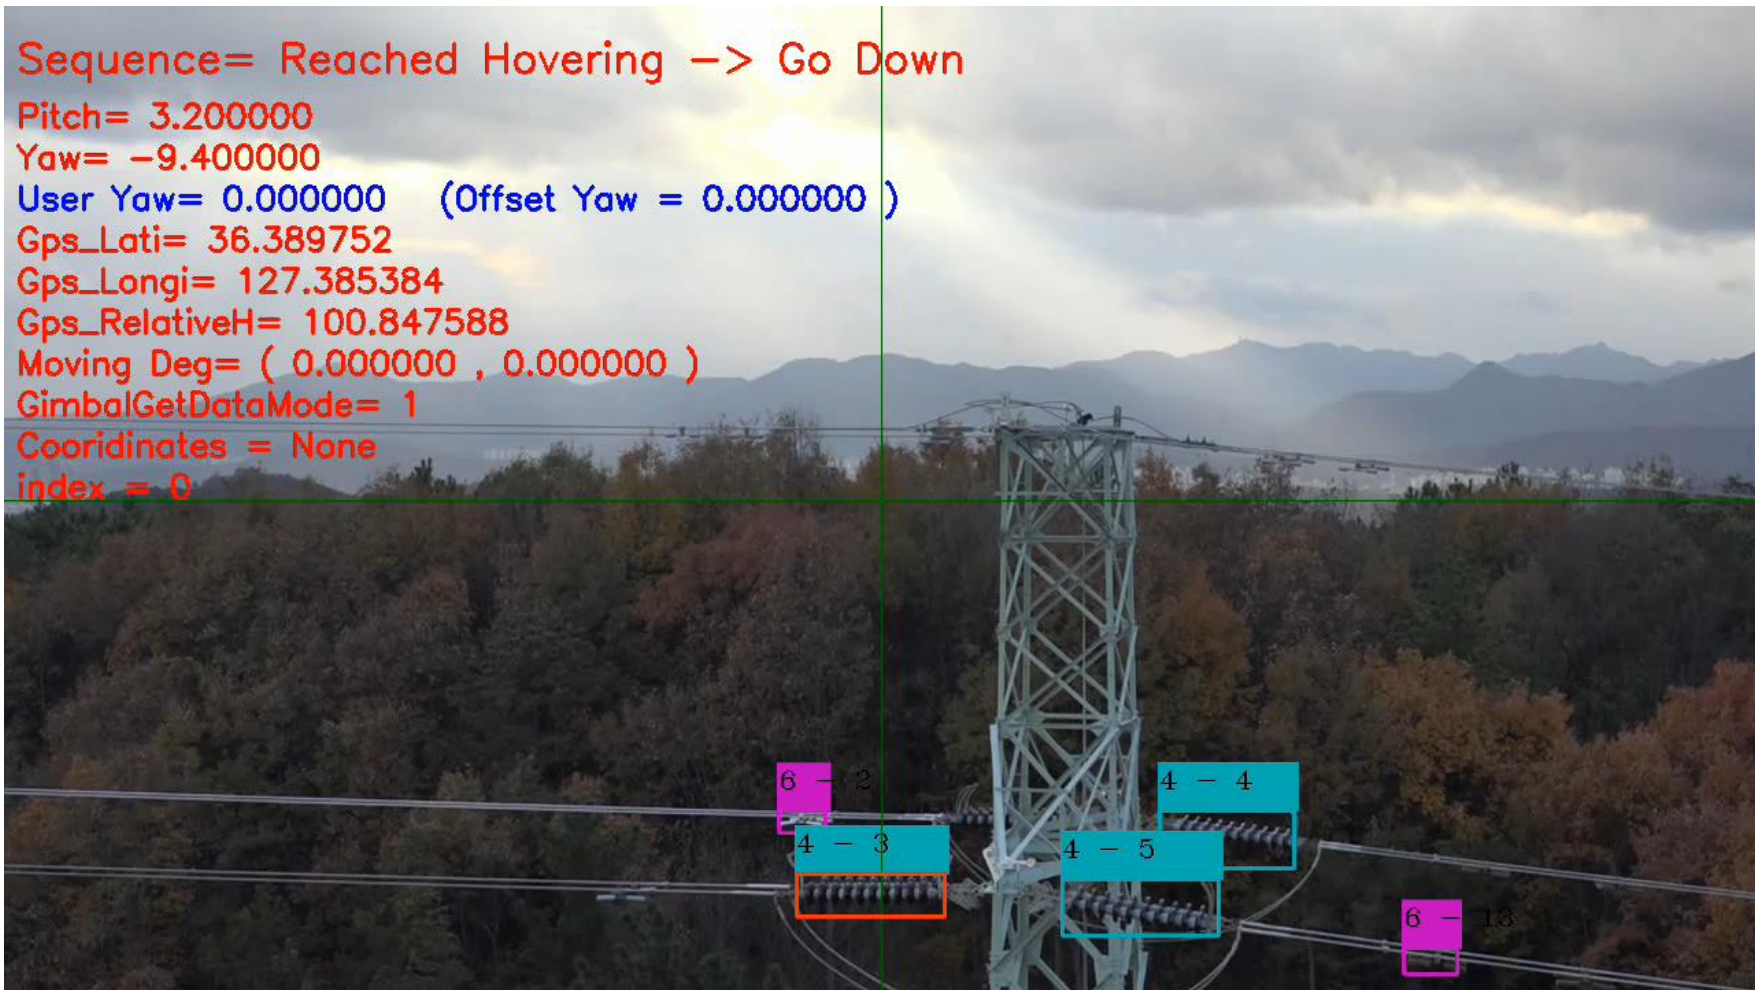 Sequence= Reached Hovering -> Go Down
Pitch= 3.200000
Yaw= -9.400000
User Yaw= 0.000000 (Offset Yaw = 0.000000 )
Gps_Lati= 36.389752
Gps_Longi= 127.385384
Gps_RelativeH= 100.847588
Moving Deg= ( 0.000000 , 0.000000 )
GimbalGetDataMode= 1
Cooridinates = None
index = 0
6 - 2
4 - 4
4 - 3
4 - 5
6 - 13